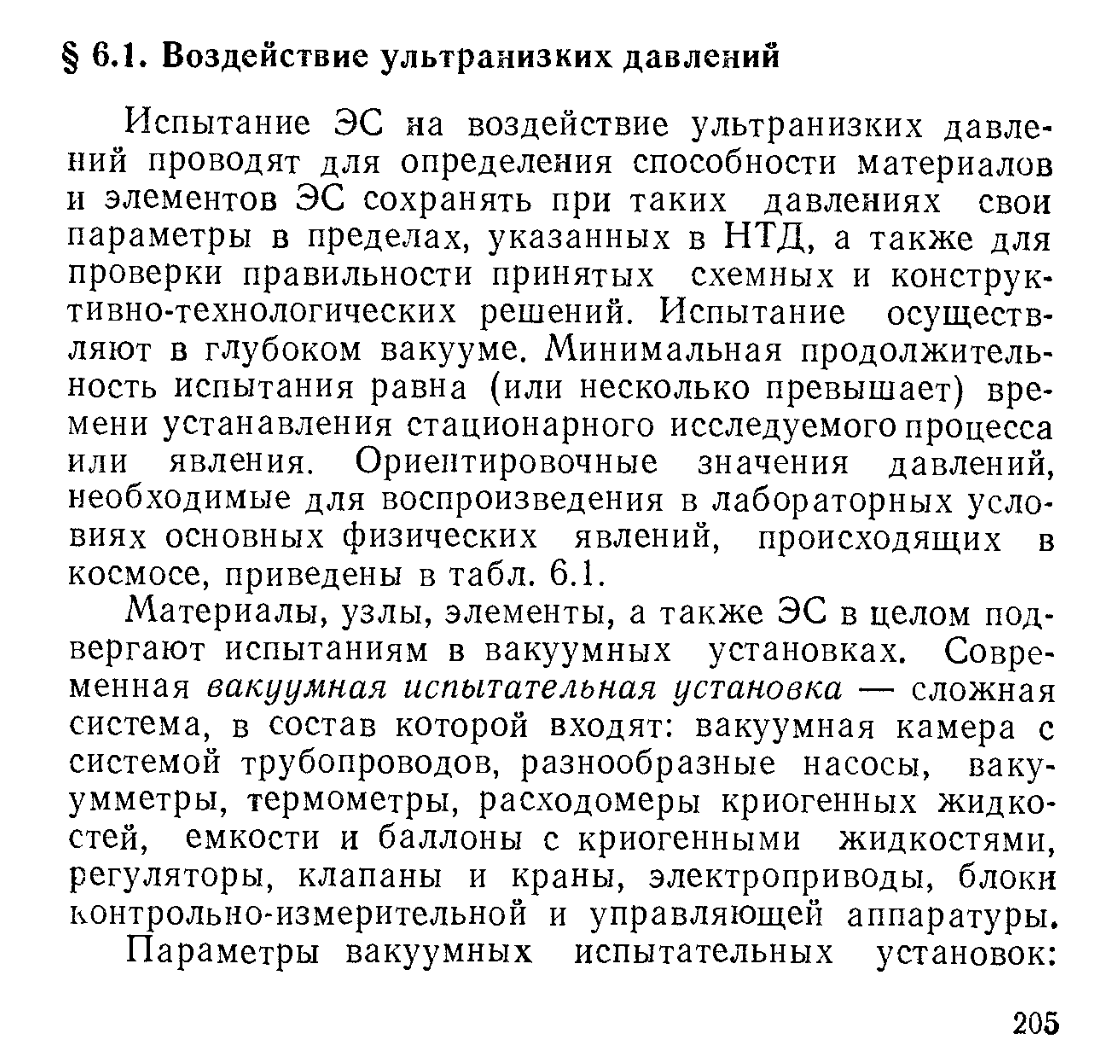 § 6.1. Воздействие ультранизких давлений
Испытание ЭС на воздействие ультранизких давле-
ний проводят для определения способности материалов
и элементов ЭС сохранять при таких давлениях свои
параметры в пределах, указанных в НТД, а также для
проверки правильности принятых схемных и конструк-
тивно-технологических решений. Испытание осуществ-
ляют в глубоком вакууме. Минимальная продолжитель-
ность испытания равна (или несколько превышает) вре-
мени устанавления стационарного исследуемого процесса
или явления. Ориентировочные значения давлений,
необходимые для воспроизведения в лабораторных усло-
виях основных физических явлений, происходящих в
космосе, приведены в табл. 6.1.
Материалы, узлы, элементы, а также ЭС в целом под-
вергают испытаниям в вакуумных установках. Совре-
менная вакуумная испытательная установка — сложная
система, в состав которой входят: вакуумная камера с
системой трубопроводов, разнообразные насосы, ваку-
умметры, термометры, расходомеры криогенных жидко-
стей, емкости и баллоны с криогенными жидкостями,
регуляторы, клапаны и краны, электроприводы, блоки
контрольно-измерительной и управляющей аппаратуры.
Параметры вакуумных испытательных установок:
205